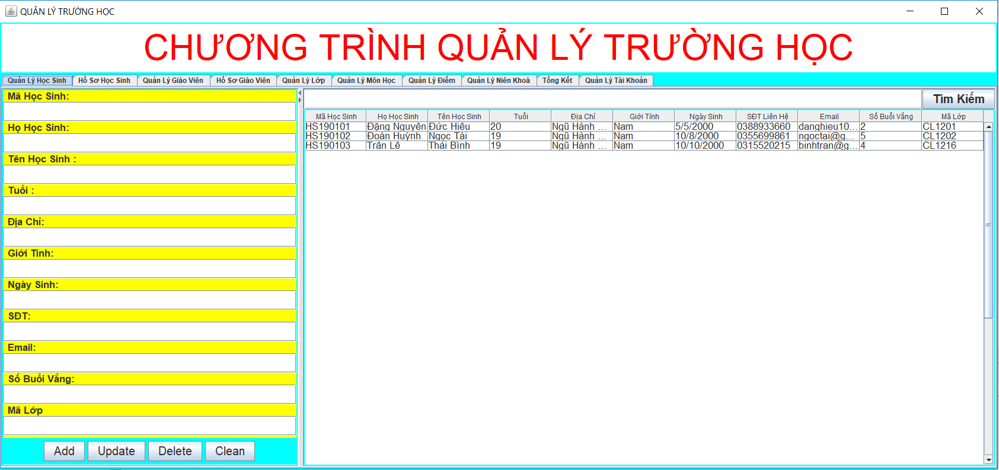 QUẢN LÝ TRƯỜNG HỌC
CHƯƠNG TRÌNH QUẢN LÝ TRƯỜNG HỌC
Quản Lý Học Sinh Hồ Sơ Học Sinh Quản Lý Giáo Viên Hồ Sơ Giáo Viên Quản Lý Lớp Quản Lý Môn Học Quản Lý Điểm Quản Lý Niên Khoá Tổng Kết Quản Lý Tài Khoản
Mã Học Sinh:
Họ Học Sinh:
Tên Học Sinh :
Tuổi :
Địa Chỉ:
Giới Tính:
Ngày Sinh:
SĐT:
Email:
Số Buổi Vắng:
Mã Lớp
Add Update Delete Clean
Tìm Kiếm
Mã Học Sinh Họ Học Sinh Tên Học Sinh Tuổi Địa Chỉ Giới Tính Ngày Sinh SĐT Liên Hệ Email Số Buổi Vắng Mã Lớp
HS190101 Đặng Nguyên Đức Hiệu 20 Ngũ Hành ... Nam 5/5/2000 0388933660 danghieu10... 2 CL1201
HS190102 Đoàn Huỳnh Ngọc Tài 19 Ngũ Hành ... Nam 10/8/2000 0355699861 ngoctai@g... 5 CL1202
HS190103 Trần Lê Thái Bình 19 Ngũ Hành ... Nam 10/10/2000 0315520215 binhtran@g... 4 CL1216